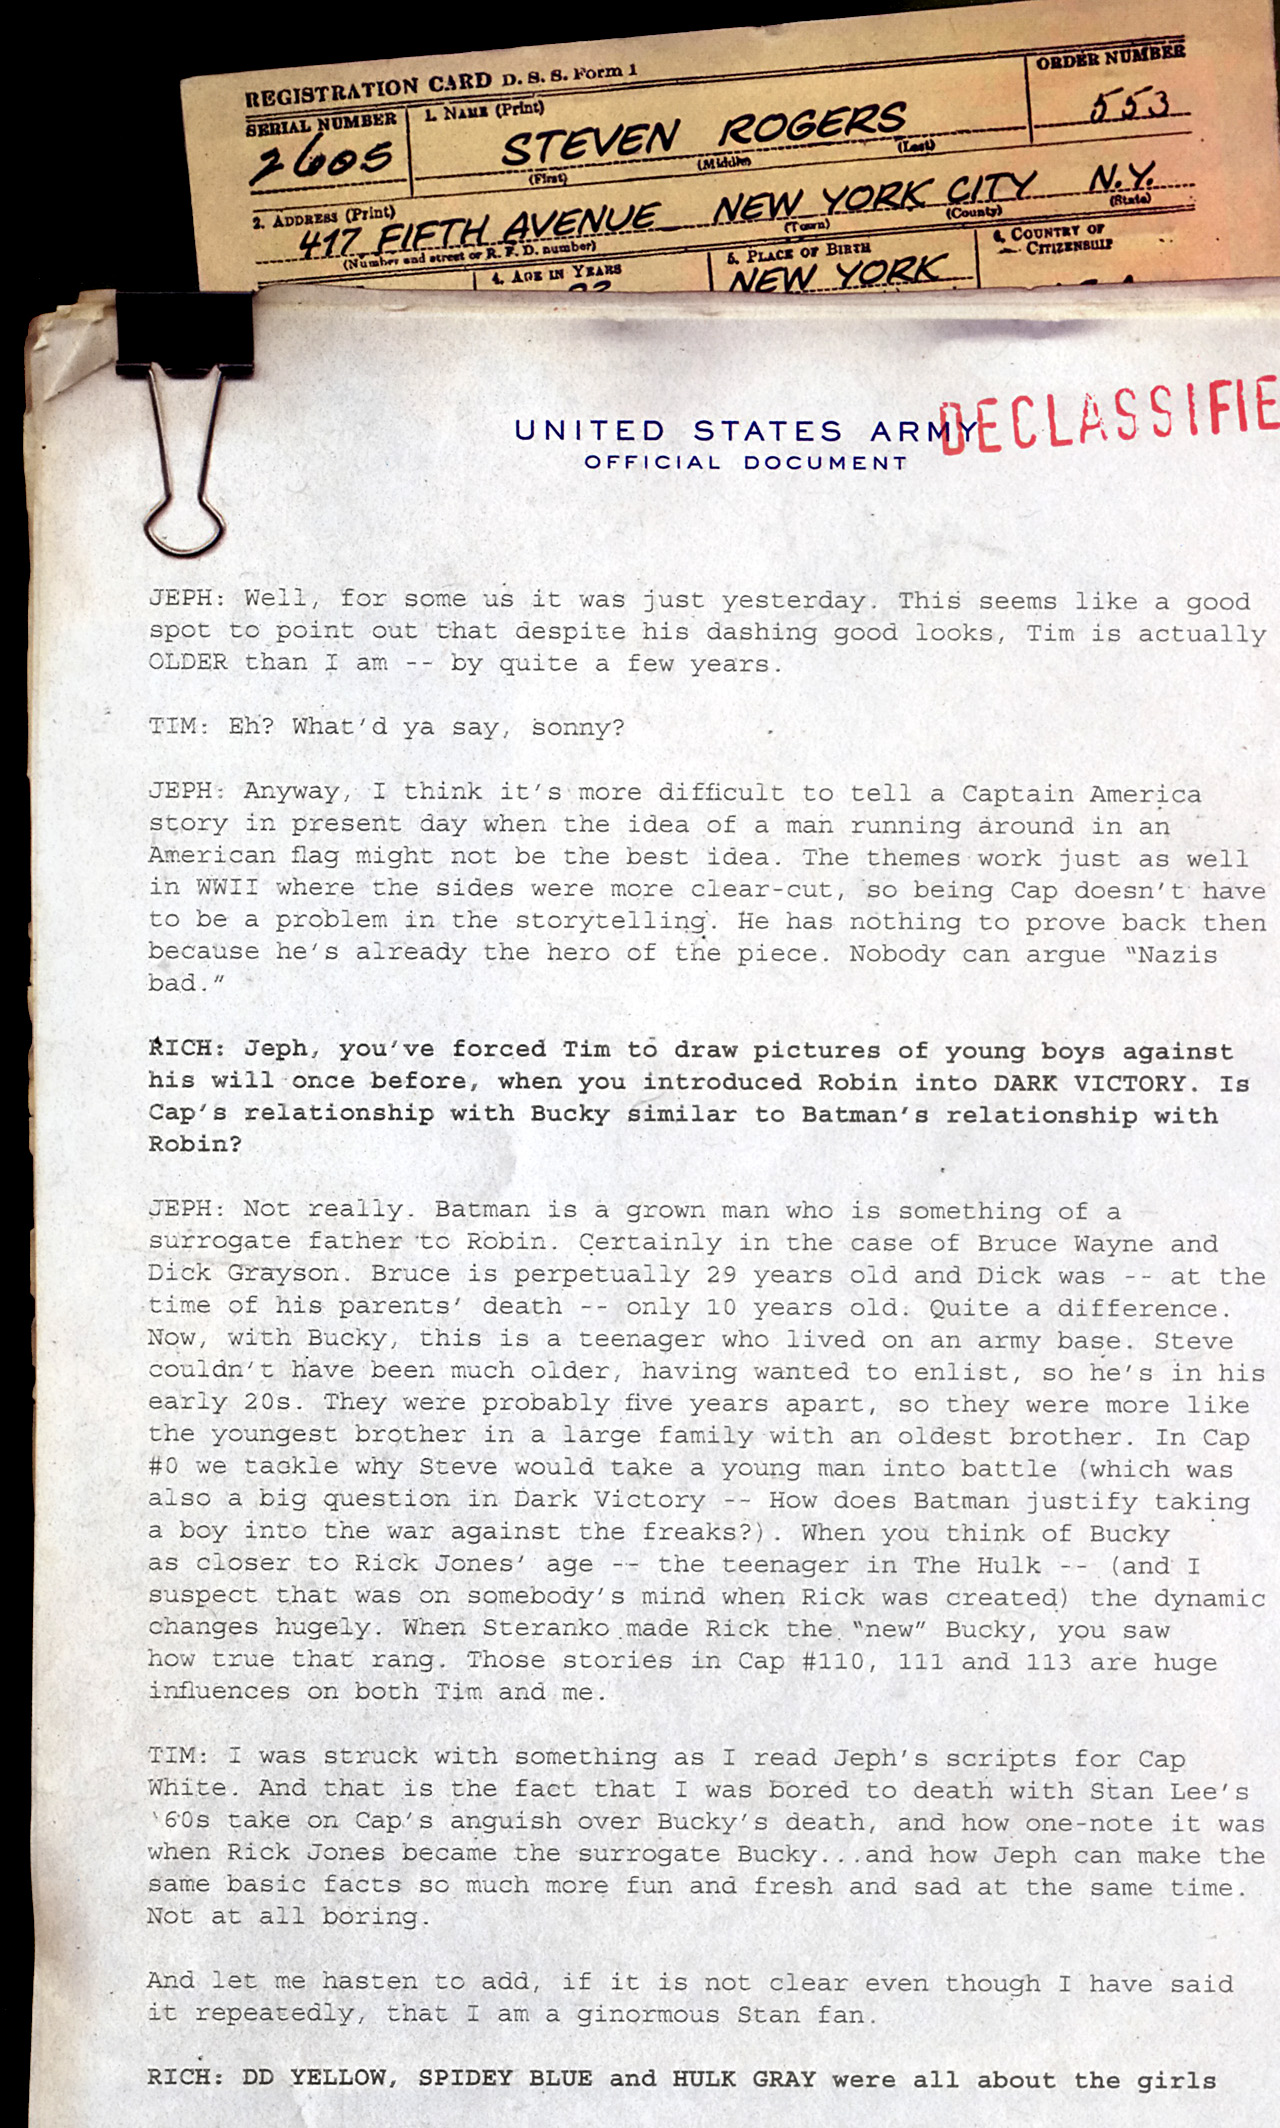 REGISTRATION CARD D. S. S. Form 1
ORDER NUMBER
SERIAL NUMBER
1. NAME (Print)
2605
STEVEN ROGERS
553
(First)
(Middle)
(Last)
2. ADDRESS (Print)
417 FIFTH AVENUE NEW YORK CITY N.Y.
(Number and street or R. F. D. number)
(Town)
(County)
(State)
4. AGE IN YEARS
5. PLACE OF BIRTH
NEW YORK
6. COUNTRY OF
CITIZENSHIP
UNITED STATES ARMY
DECLASSIFIE
OFFICIAL DOCUMENT
JEPH: Well, for some us it was just yesterday. This seems like a good
spot to point out that despite his dashing good looks, Tim is actually
OLDER than I am -- by quite a few years.
TIM: Eh? What'd ya say, sonny?
JEPH: Anyway, I think it's more difficult to tell a Captain America
story in present day when the idea of a man running around in an
American flag might not be the best idea. The themes work just as well
in WWII where the sides were more clear-cut, so being Cap doesn't have
to be a problem in the storytelling. He has nothing to prove back then
because he's already the hero of the piece. Nobody can argue "Nazis
bad."
RICH: Jeph, you've forced Tim to draw pictures of young boys against
his will once before, when you introduced Robin into DARK VICTORY. Is
Cap's relationship with Bucky similar to Batman's relationship with
Robin?
JEPH: Not really. Batman is a grown man who is something of a
surrogate father to Robin. Certainly in the case of Bruce Wayne and
Dick Grayson. Bruce is perpetually 29 years old and Dick was -- at the
time of his parents' death -- only 10 years old. Quite a difference.
Now, with Bucky, this is a teenager who lived on an army base. Steve
couldn't have been much older, having wanted to enlist, so he's in his
early 20s. They were probably five years apart, so they were more like
the youngest brother in a large family with an oldest brother. In Cap
#0 we tackle why Steve would take a young man into battle (which was
also a big question in Dark Victory -- How does Batman justify taking
a boy into the war against the freaks?). When you think of Bucky
as closer to Rick Jones' age -- the teenager in The Hulk -- (and I
suspect that was on somebody's mind when Rick was created) the dynamic
changes hugely. When Steranko made Rick the "new" Bucky, you saw
how true that rang. Those stories in Cap #110, 111 and 113 are huge
influences on both Tim and me.
TIM: I was struck with something as I read Jeph's scripts for Cap
White. And that is the fact that I was bored to death with Stan Lee's
'60s take on Cap's anguish over Bucky's death, and how one-note it was
when Rick Jones became the surrogate Bucky...and how Jeph can make the
same basic facts so much more fun and fresh and sad at the same time.
Not at all boring.
And let me hasten to add, if it is not clear even though I have said
it repeatedly, that I am a ginormous Stan fan.
RICH: DD YELLOW, SPIDEY BLUE and HULK GRAY were all about the girls